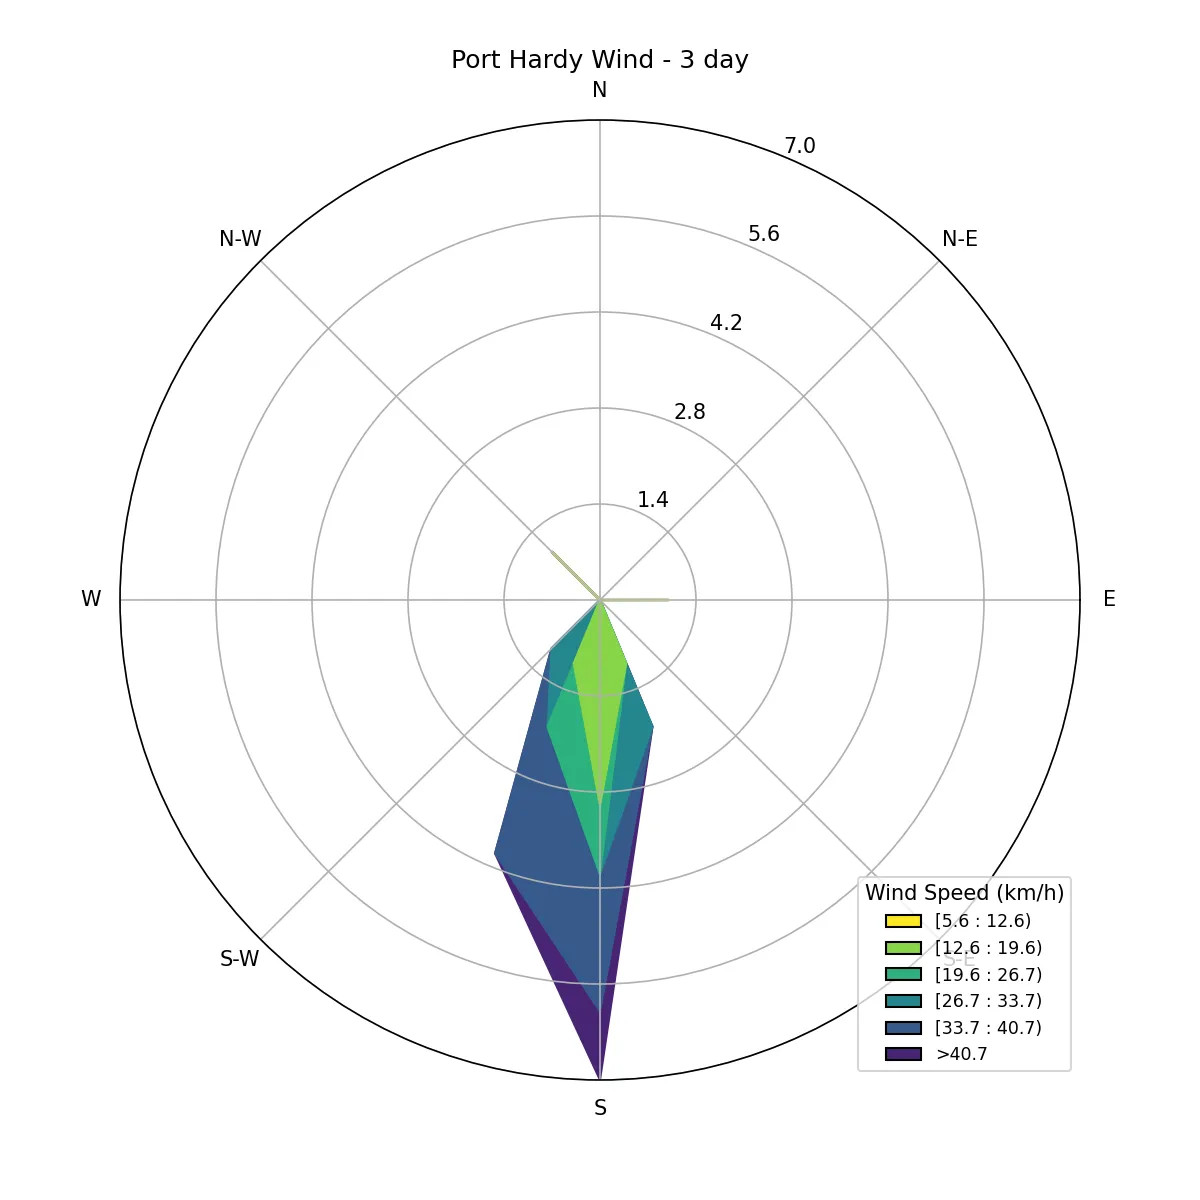 Port Hardy Wind - 3 day
N
7.0
N-W
N-E
5.6
4.2
2.8
1.4
W
E
S-W
S-E
S
Wind Speed (km/h)
[5.6 : 12.6)
[12.6 : 19.6)
[19.6 : 26.7)
[26.7 : 33.7)
[33.7 : 40.7)
>40.7